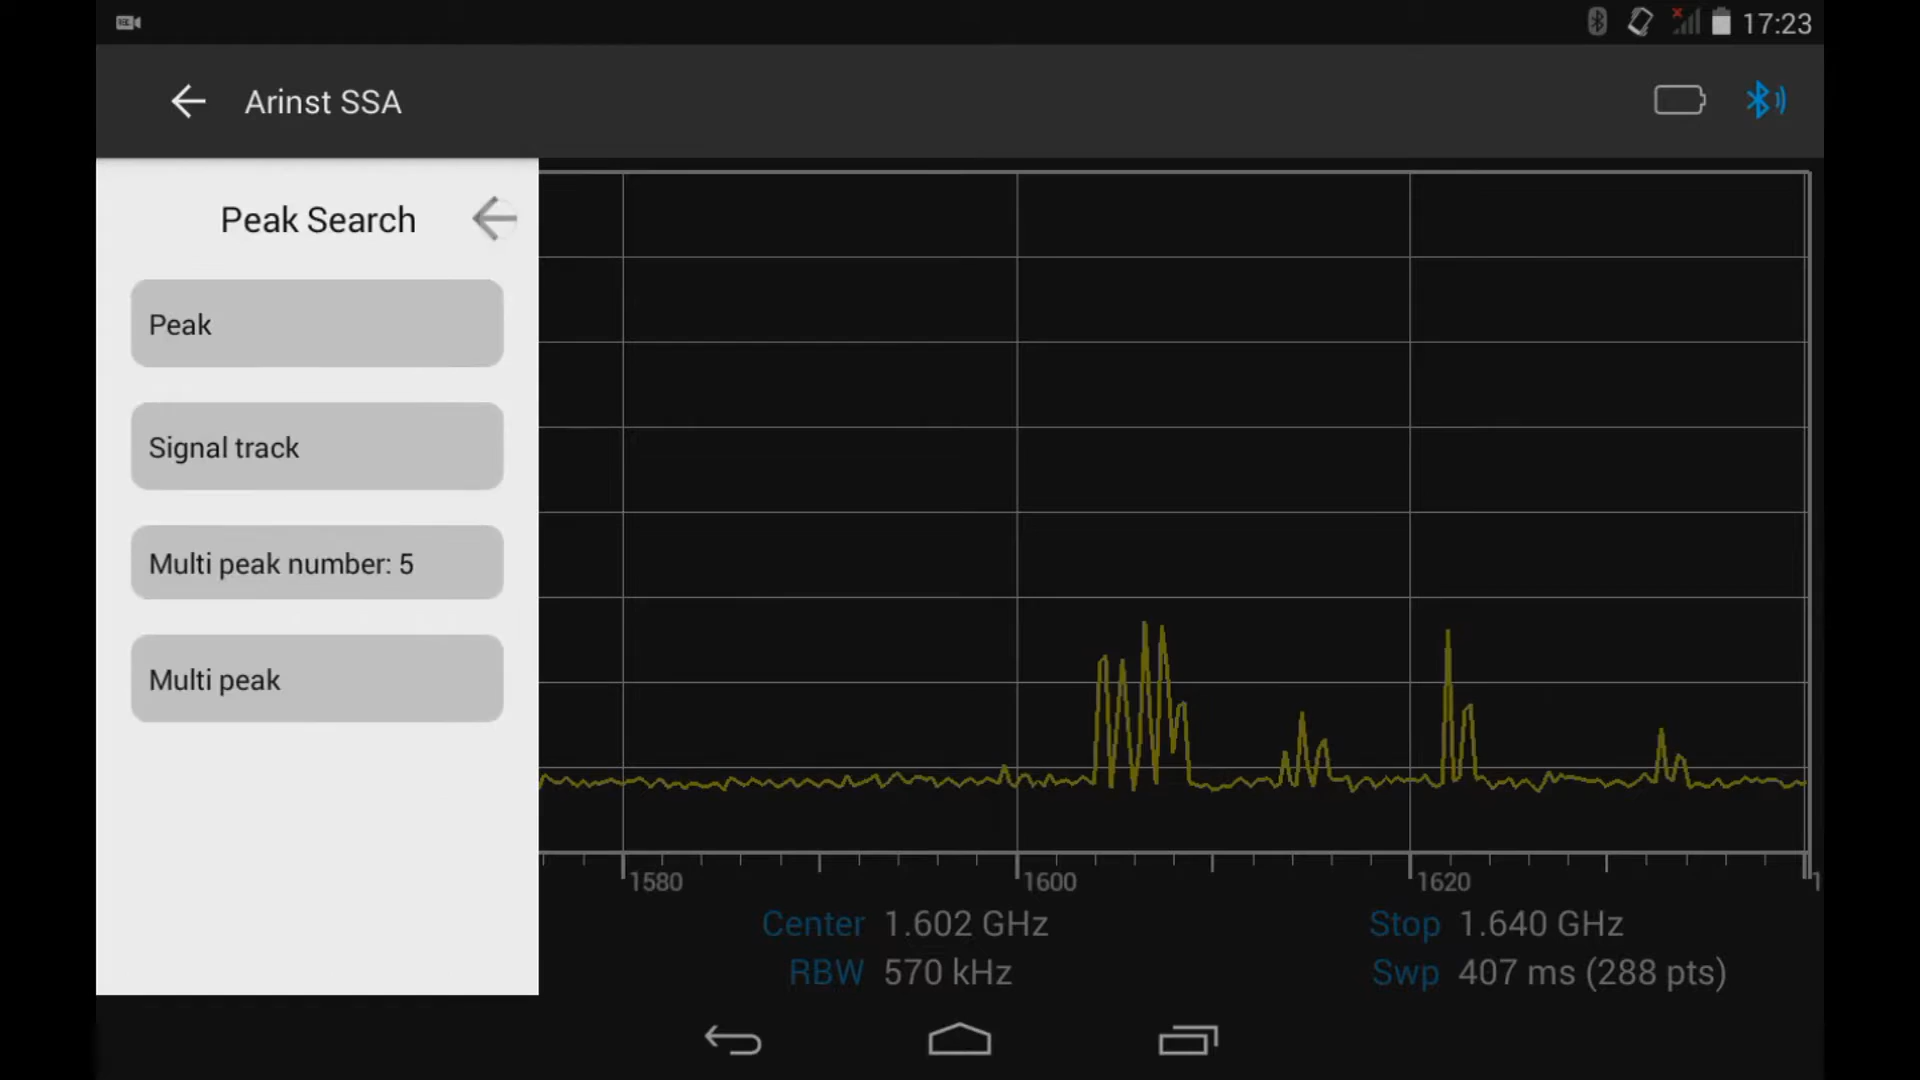 17:23
Arinst SSA
Peak Search
Peak
Signal track
Multi peak number: 5
Multi peak
1580 1600 1620 1
Center 1.602 GHz Stop 1.640 GHz
RBW 570 kHz Swp 407 ms (288 pts)